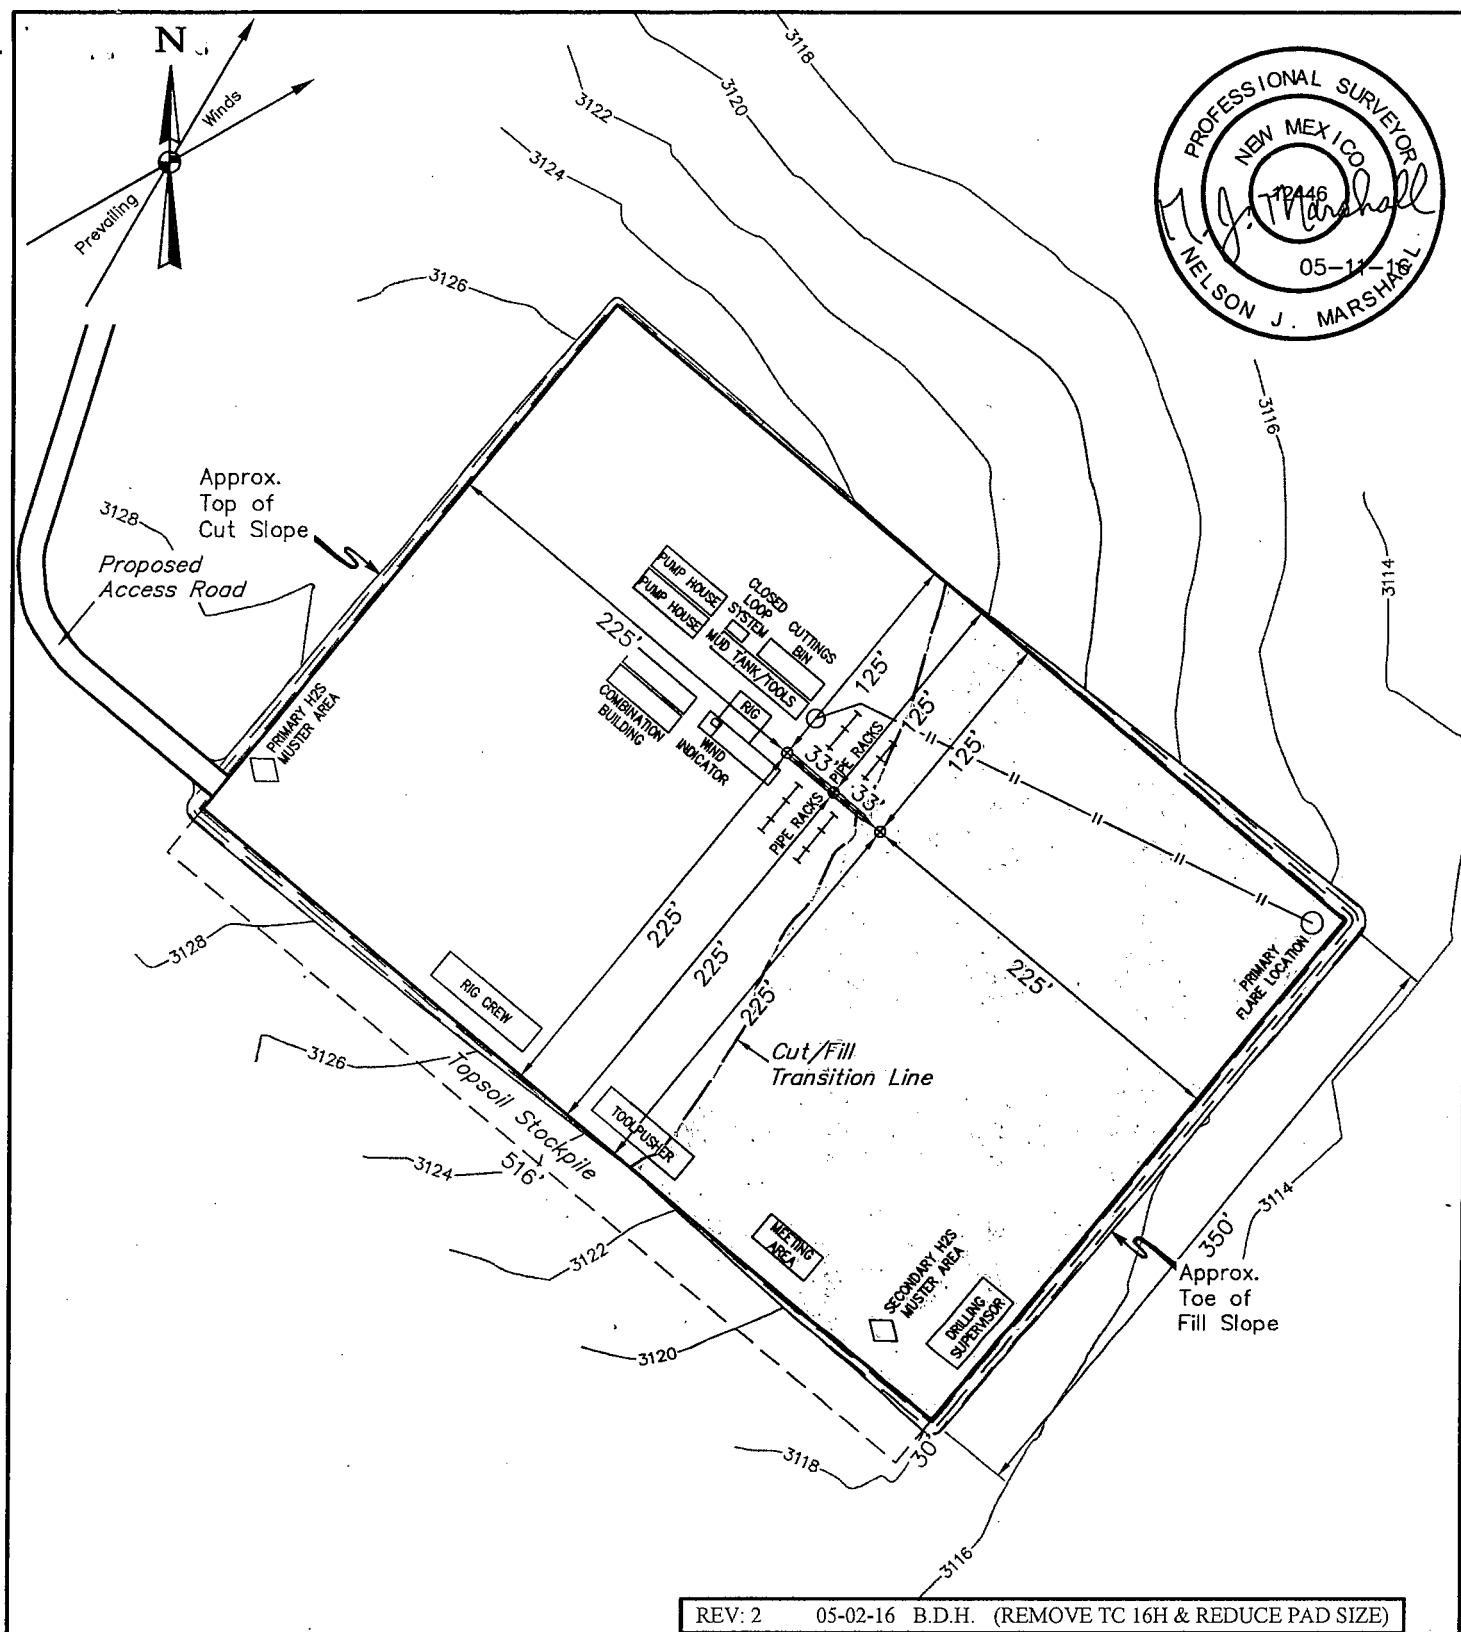 N
Winds
Prevailing
PROFESSIONAL SURVEYOR
NEW MEXICO
12446
N. J. Marshall
05-11-16
NELSON J. MARSHALL
3118
3120
3122
3124
3126
3116
3114
3128
Approx.
Top of
Cut Slope
Proposed
Access Road
PUMP HOUSE
PUMP HOUSE
CLOSED
LOOP
SYSTEM
CUTTINGS
BIN
MUD TANK/TOOLS
COMBINATION
BUILDING
RIG
WIND
INDICATOR
PRIMARY H2S
MUSTER AREA
225'
125'
125'
125'
33'
33'
PIPE RACKS
PIPE RACKS
225'
225'
225'
225'
PRIMARY
FLARE LOCATION
RIG CREW
Cut/Fill
Transition Line
3128
3126
Topsoil Stockpile
516'
TOOLPUSHER
3124
3122
MEETING
AREA
SECONDARY H2S
MUSTER AREA
DRILLING
SUPERVISOR
3114
350'
Approx.
Toe of
Fill Slope
3120
3118
30'
3116
REV: 2 05-02-16 B.D.H. (REMOVE TC 16H & REDUCE PAD SIZE)